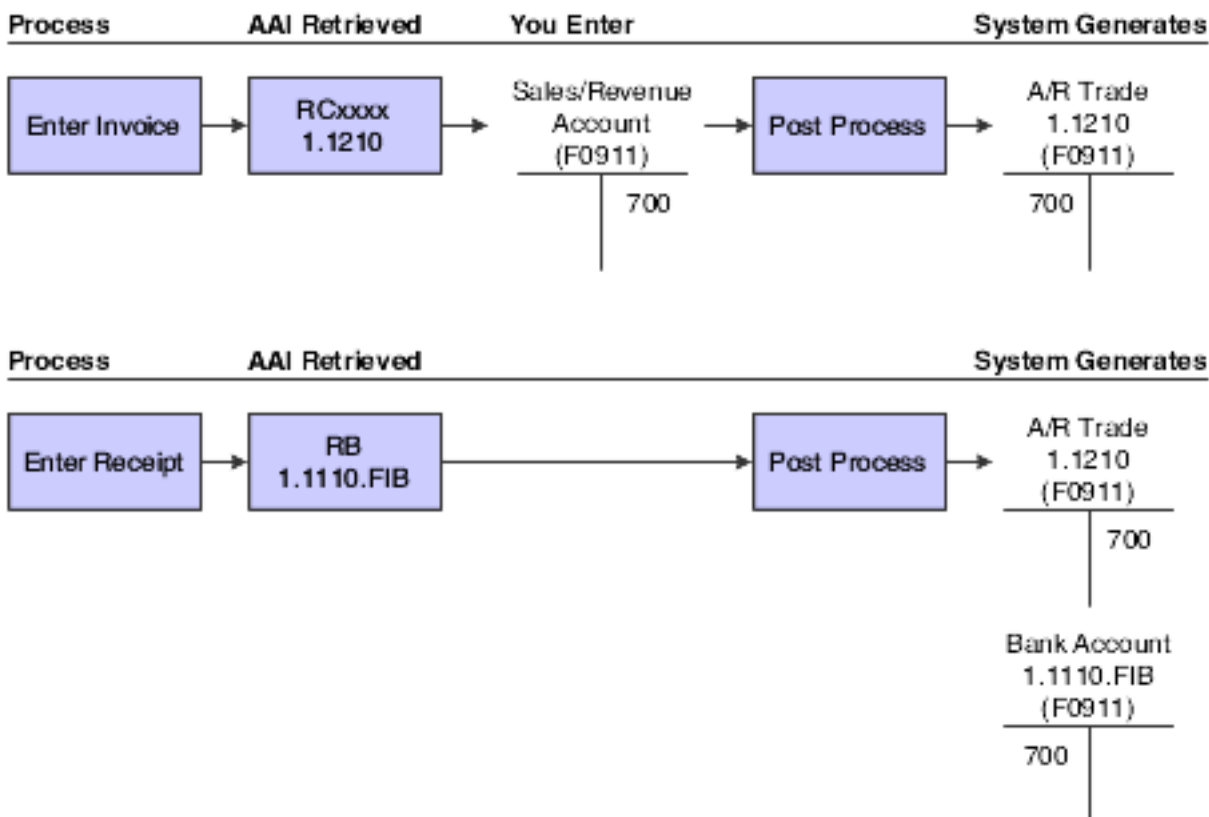 Process AAI Retrieved You Enter System Generates
Enter Invoice
RCxxxx
1.1210
Sales/Revenue
Account
(F0911)
700
Post Process
A/R Trade
1.1210
(F0911)
700
Process AAI Retrieved System Generates
Enter Receipt
RB
1.1110.FIB
Post Process
A/R Trade
1.1210
(F0911)
700
Bank Account
1.1110.FIB
(F0911)
700